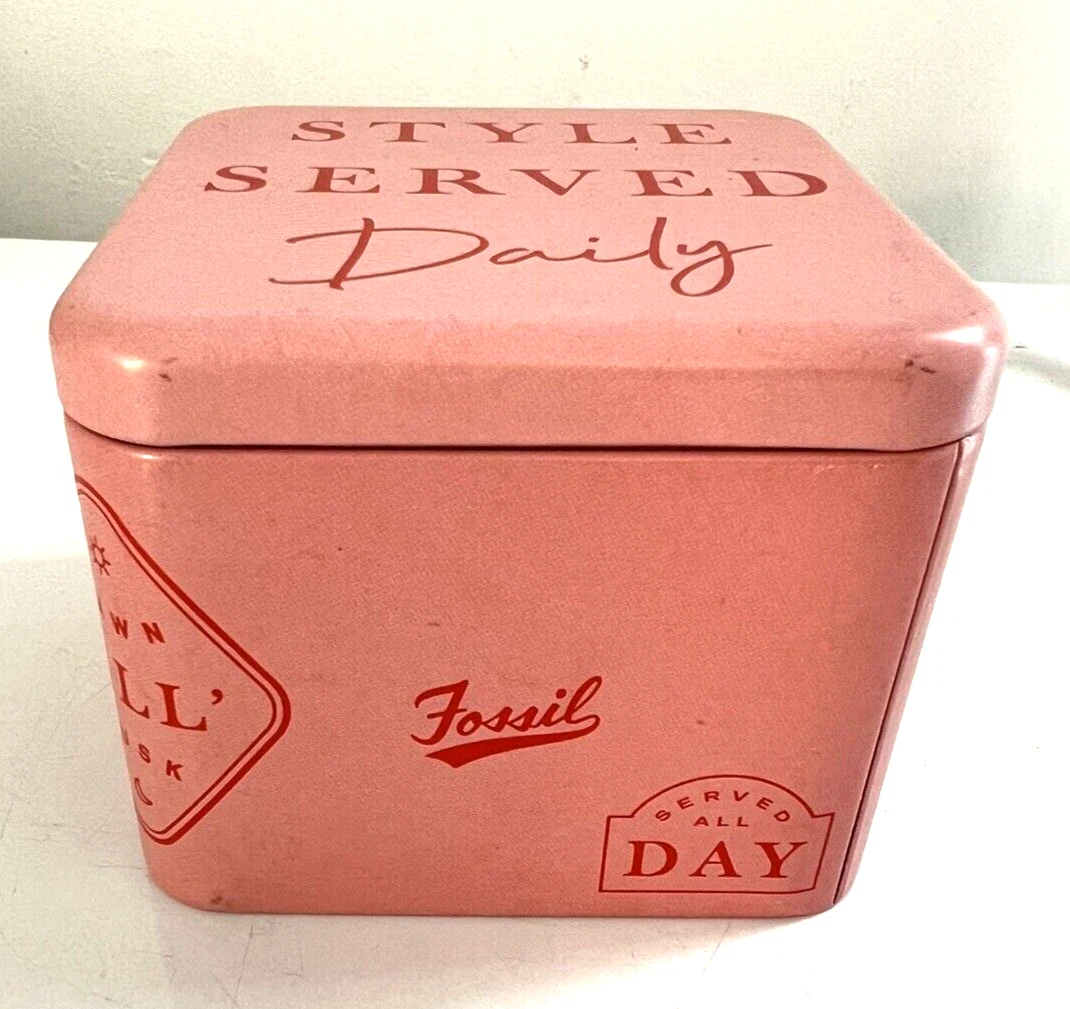 STYLE
SERVED
Daily
Fossil
SERVED
ALL
DAY